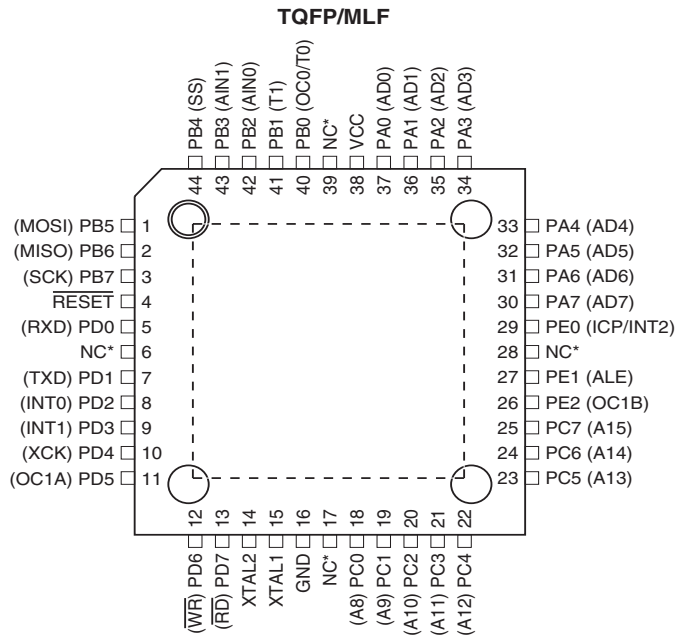 TQFP/MLF
PB4 (SS)
PB3 (AIN1)
PB2 (AIN0)
PB1 (T1)
PB0 (OC0/T0)
NC*
VCC
PA0 (AD0)
PA1 (AD1)
PA2 (AD2)
PA3 (AD3)
44
43
42
41
40
39
38
37
36
35
34
(MOSI) PB5 1
(MISO) PB6 2
(SCK) PB7 3
RESET 4
(RXD) PD0 5
NC* 6
(TXD) PD1 7
(INT0) PD2 8
(INT1) PD3 9
(XCK) PD4 10
(OC1A) PD5 11
33 PA4 (AD4)
32 PA5 (AD5)
31 PA6 (AD6)
30 PA7 (AD7)
29 PE0 (ICP/INT2)
28 NC*
27 PE1 (ALE)
26 PE2 (OC1B)
25 PC7 (A15)
24 PC6 (A14)
23 PC5 (A13)
12
13
14
15
16
17
18
19
20
21
22
(WR) PD6
(RD) PD7
XTAL2
XTAL1
GND
NC*
(A8) PC0
(A9) PC1
(A10) PC2
(A11) PC3
(A12) PC4